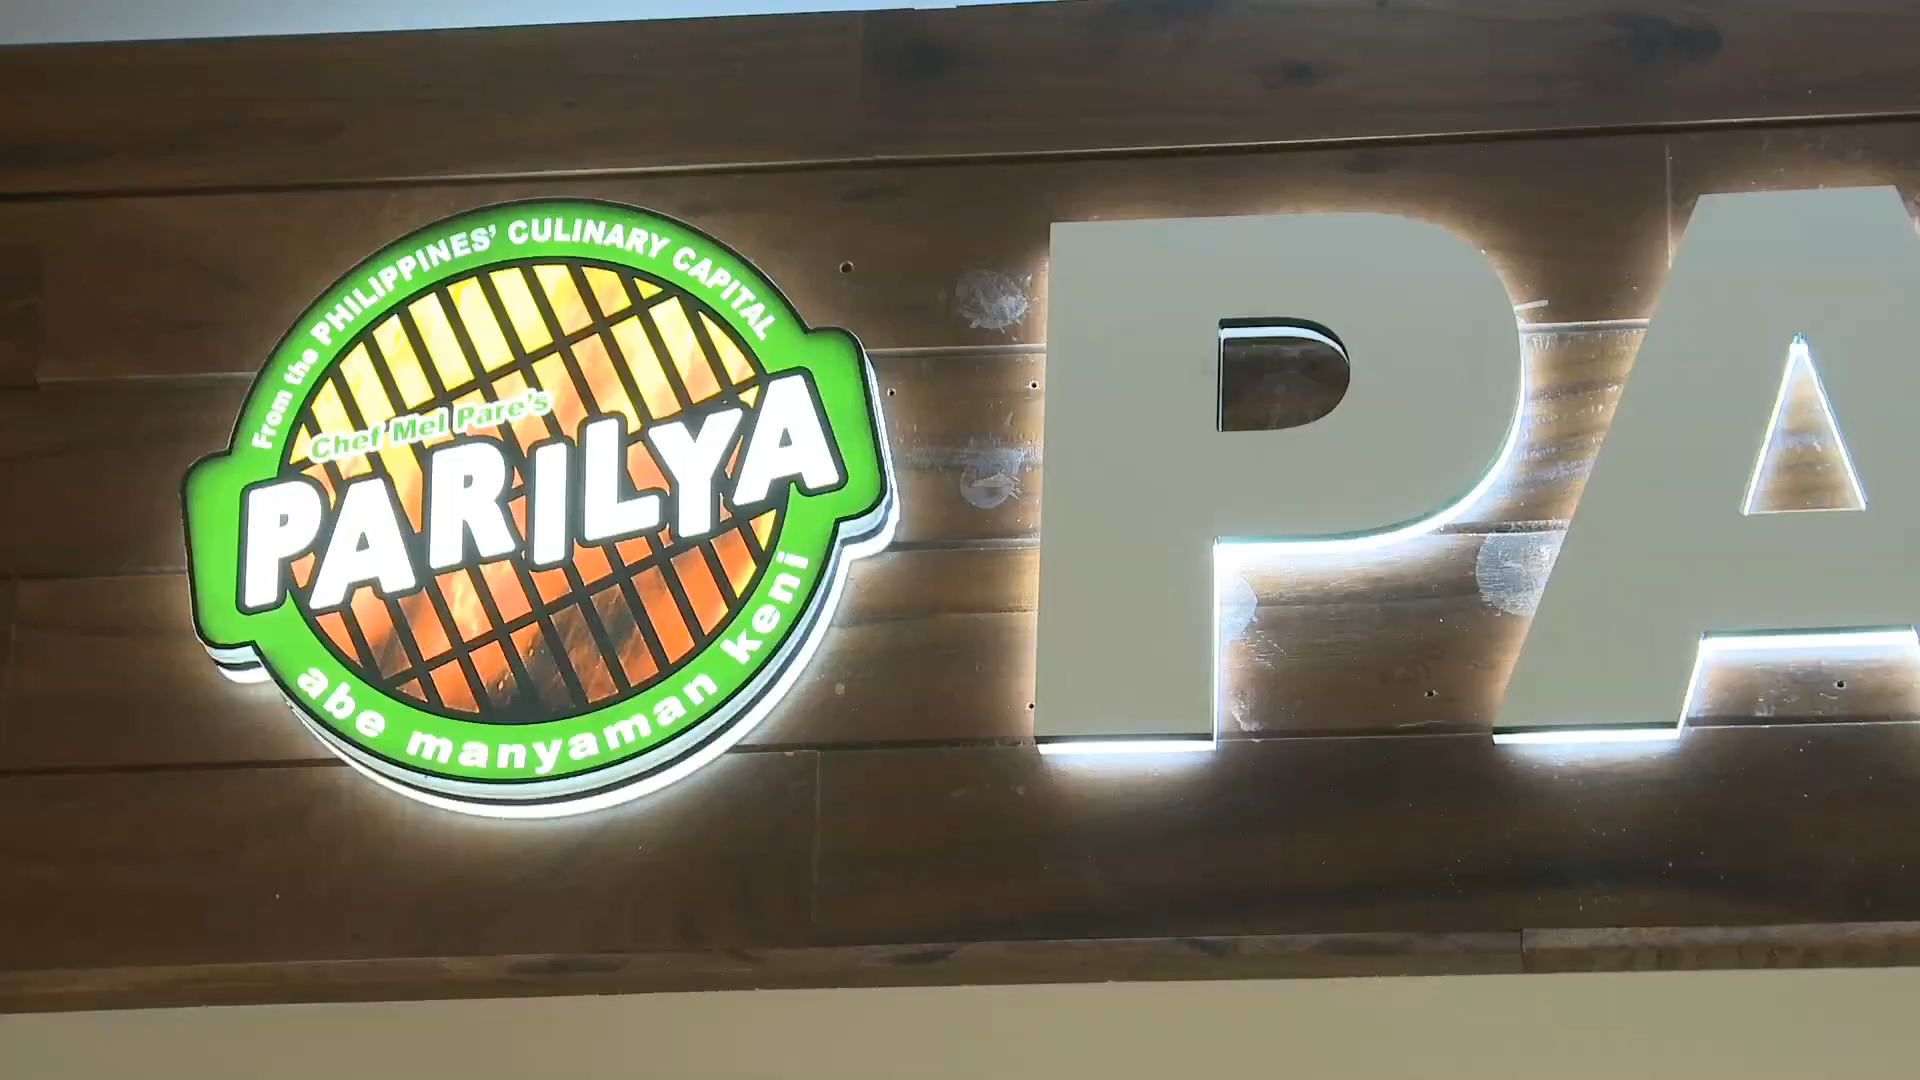 From the PHILIPPINES' CULINARY CAPITAL
Chef Mel Pare's
PARILYA
abe manyaman keni
PA